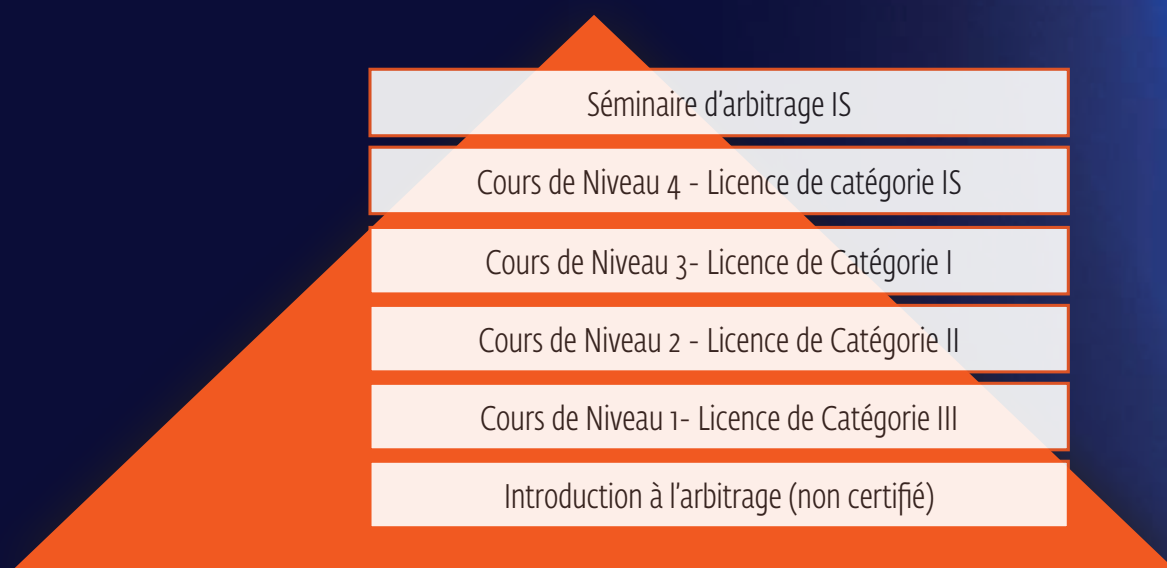 Séminaire d'arbitrage IS
Cours de Niveau 4 - Licence de catégorie IS
Cours de Niveau 3- Licence de Catégorie I
Cours de Niveau 2 - Licence de Catégorie II
Cours de Niveau 1- Licence de Catégorie III
Introduction à l'arbitrage (non certifié)